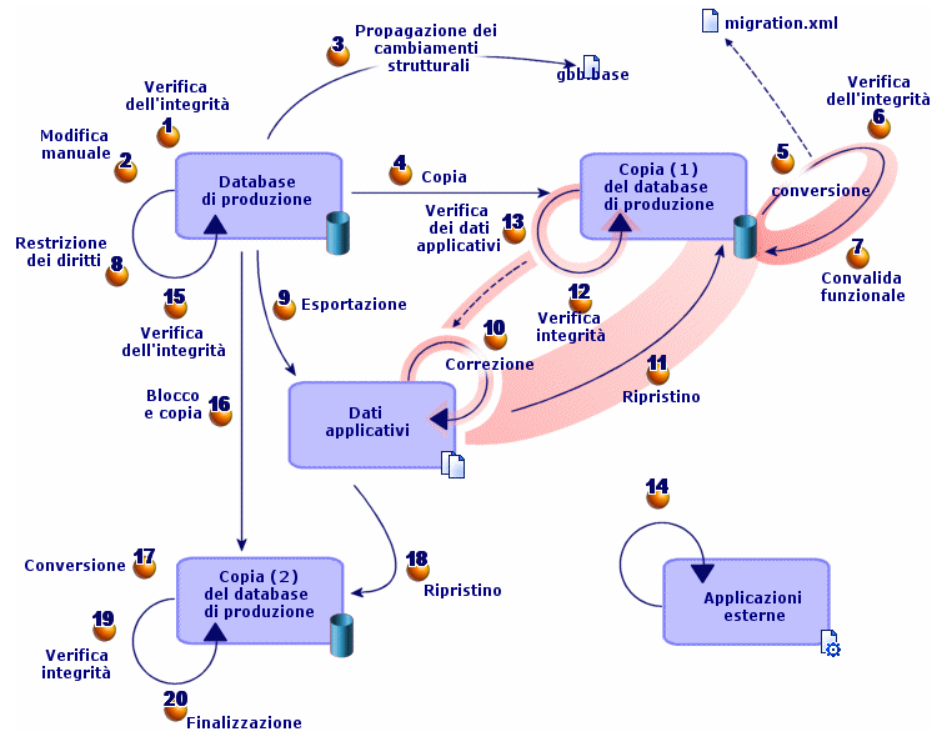 migration.xml
3
Propagazione dei
cambiamenti
strutturali
gbb.base
Verifica
dell'integrità
1
Modifica
manuale
2
Database
di produzione
4
Copia
Copia (1)
del database
di produzione
5
conversione
Verifica
dell'integrità
6
7
Convalida
funzionale
Restrizione
dei diritti
8
Verifica
dei dati
applicativi
13
15
Verifica
dell'integrità
9
Esportazione
12
Verifica
integrità
10
Correzione
11
Ripristino
Blocco
e copia
16
Dati
applicativi
14
Applicazioni
esterne
Conversione
17
Copia (2)
del database
di produzione
18
Ripristino
19
Verifica
integrità
20
Finalizzazione